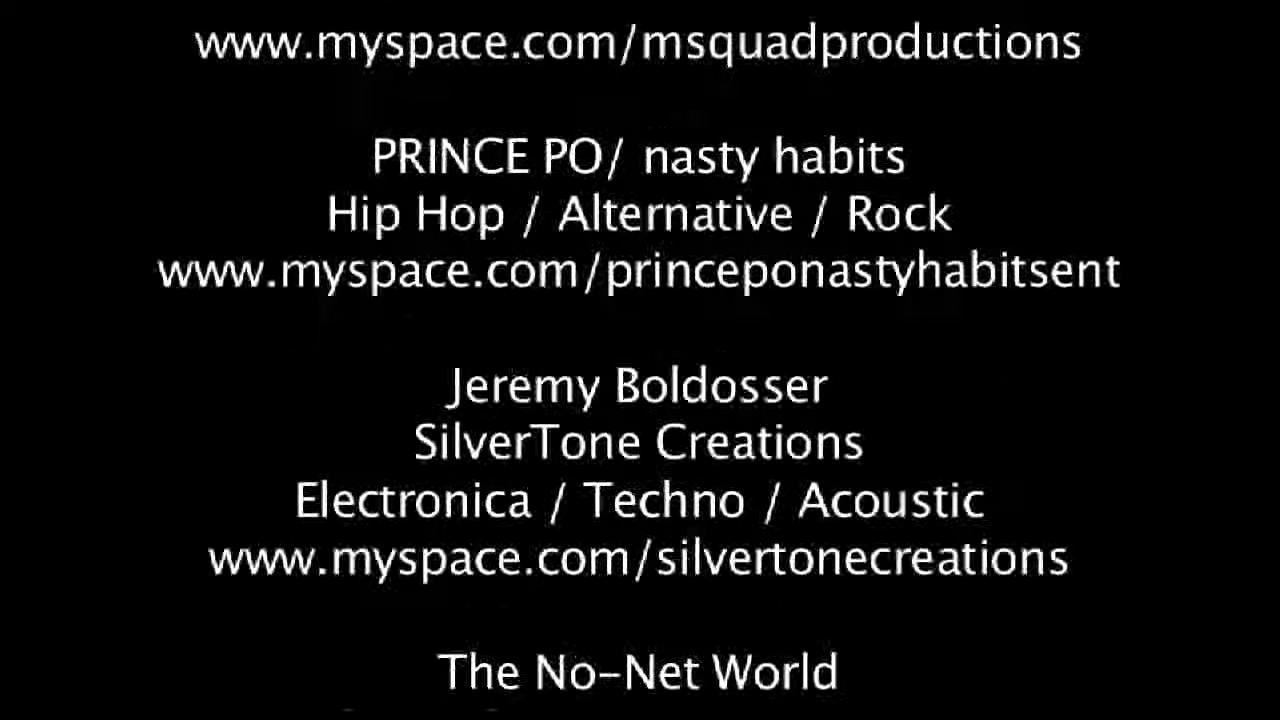 www.myspace.com/msquadproductions
PRINCE PO/ nasty habits
Hip Hop / Alternative / Rock
www.myspace.com/princeponastyhabitsent
Jeremy Boldosser
SilverTone Creations
Electronica / Techno / Acoustic
www.myspace.com/silvertonecreations
The No-Net World